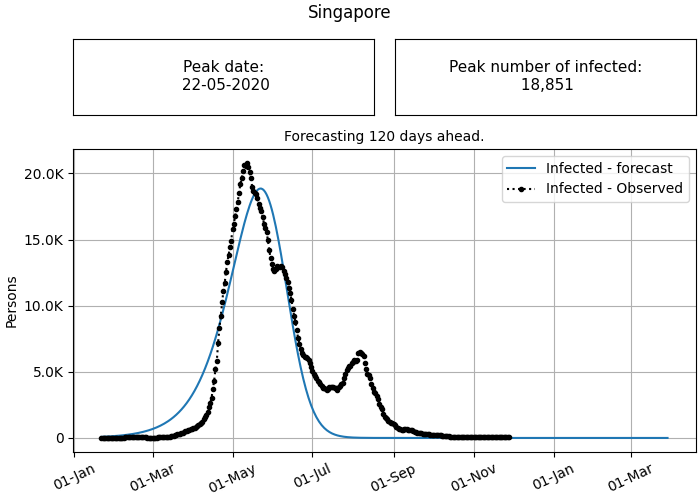 Singapore
Peak date:
22-05-2020
Peak number of infected:
18,851
Forecasting 120 days ahead.
Infected - forecast
Infected - Observed
20.0K
15.0K
10.0K
5.0K
0
Persons
01-Jan
01-Mar
01-May
01-Jul
01-Sep
01-Nov
01-Jan
01-Mar